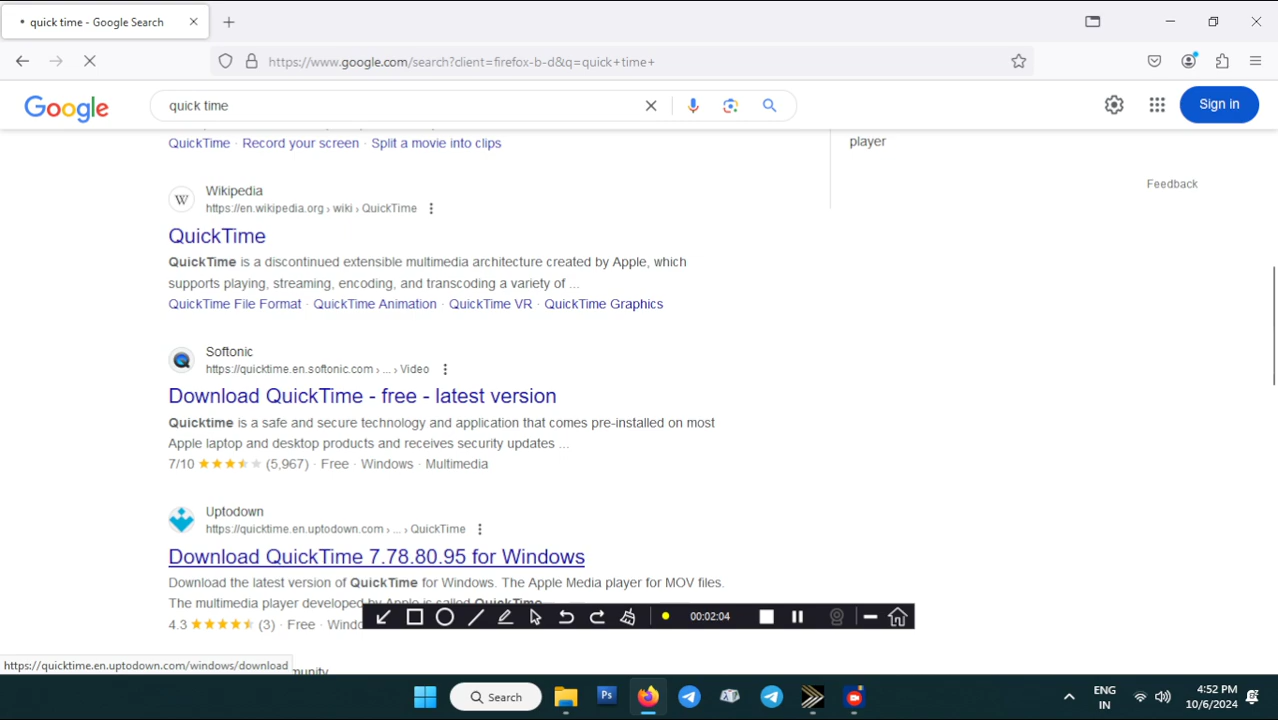 quick time - Google Search
https://www.google.com/search?client=firefox-b-d&q=quick+time+
Google
quick time
Sign in
QuickTime · Record your screen · Split a movie into clips
player
Feedback
W
Wikipedia
https://en.wikipedia.org › wiki › QuickTime
QuickTime
QuickTime is a discontinued extensible multimedia architecture created by Apple, which
supports playing, streaming, encoding, and transcoding a variety of ...
QuickTime File Format · QuickTime Animation · QuickTime VR · QuickTime Graphics
Softonic
https://quicktime.en.softonic.com › ... › Video
Download QuickTime - free - latest version
Quicktime is a safe and secure technology and application that comes pre-installed on most
Apple laptop and desktop products and receives security updates ...
7/10 (5,967) · Free · Windows · Multimedia
Uptodown
https://quicktime.en.uptodown.com › ... › QuickTime
Download QuickTime 7.78.80.95 for Windows
Download the latest version of QuickTime for Windows. The Apple Media player for MOV files.
The multimedia player developed by Apple is called QuickTime
4.3 (3) · Free · Windo
00:02:04
https://quicktime.en.uptodown.com/windows/download
munity
Search
Ps
ENG
IN
4:52 PM
10/6/2024